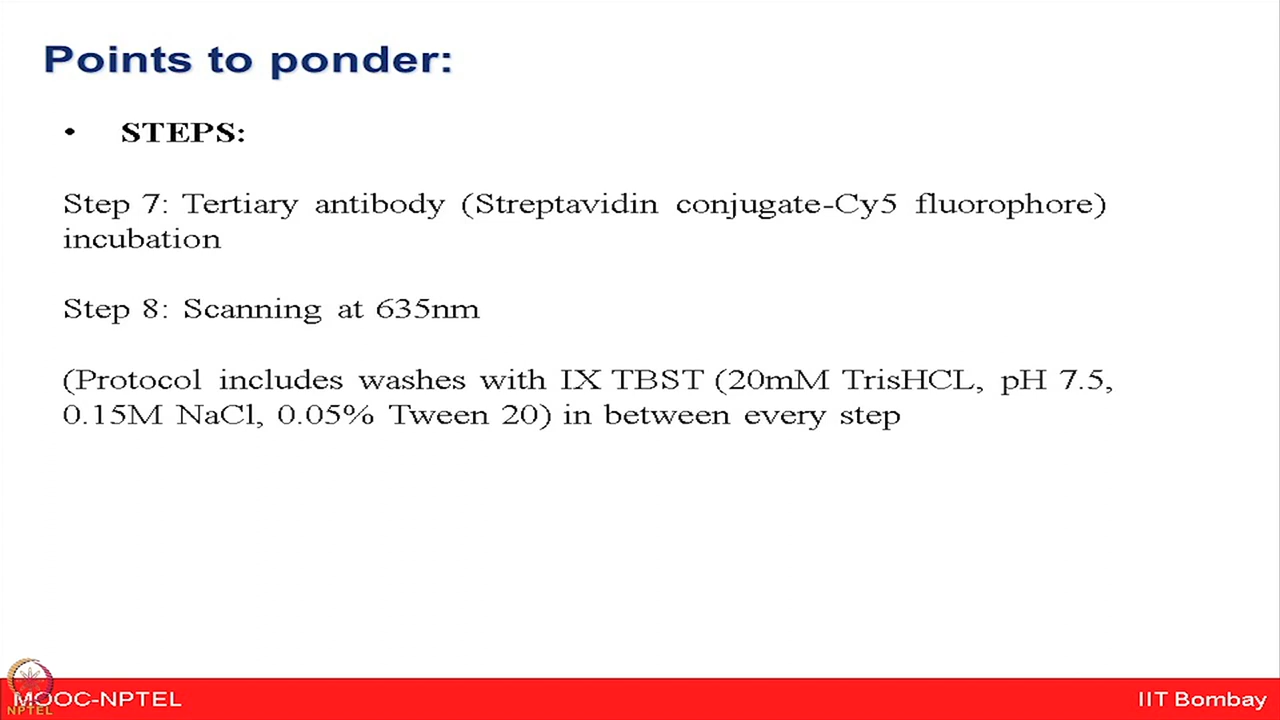 Points to ponder:
• STEPS:
Step 7: Tertiary antibody (Streptavidin conjugate-Cy5 fluorophore)
incubation
Step 8: Scanning at 635nm
(Protocol includes washes with IX TBST (20mM TrisHCL, pH 7.5,
0.15M NaCl, 0.05% Tween 20) in between every step
MOOC-NPTEL
NPTEL
IIT Bombay